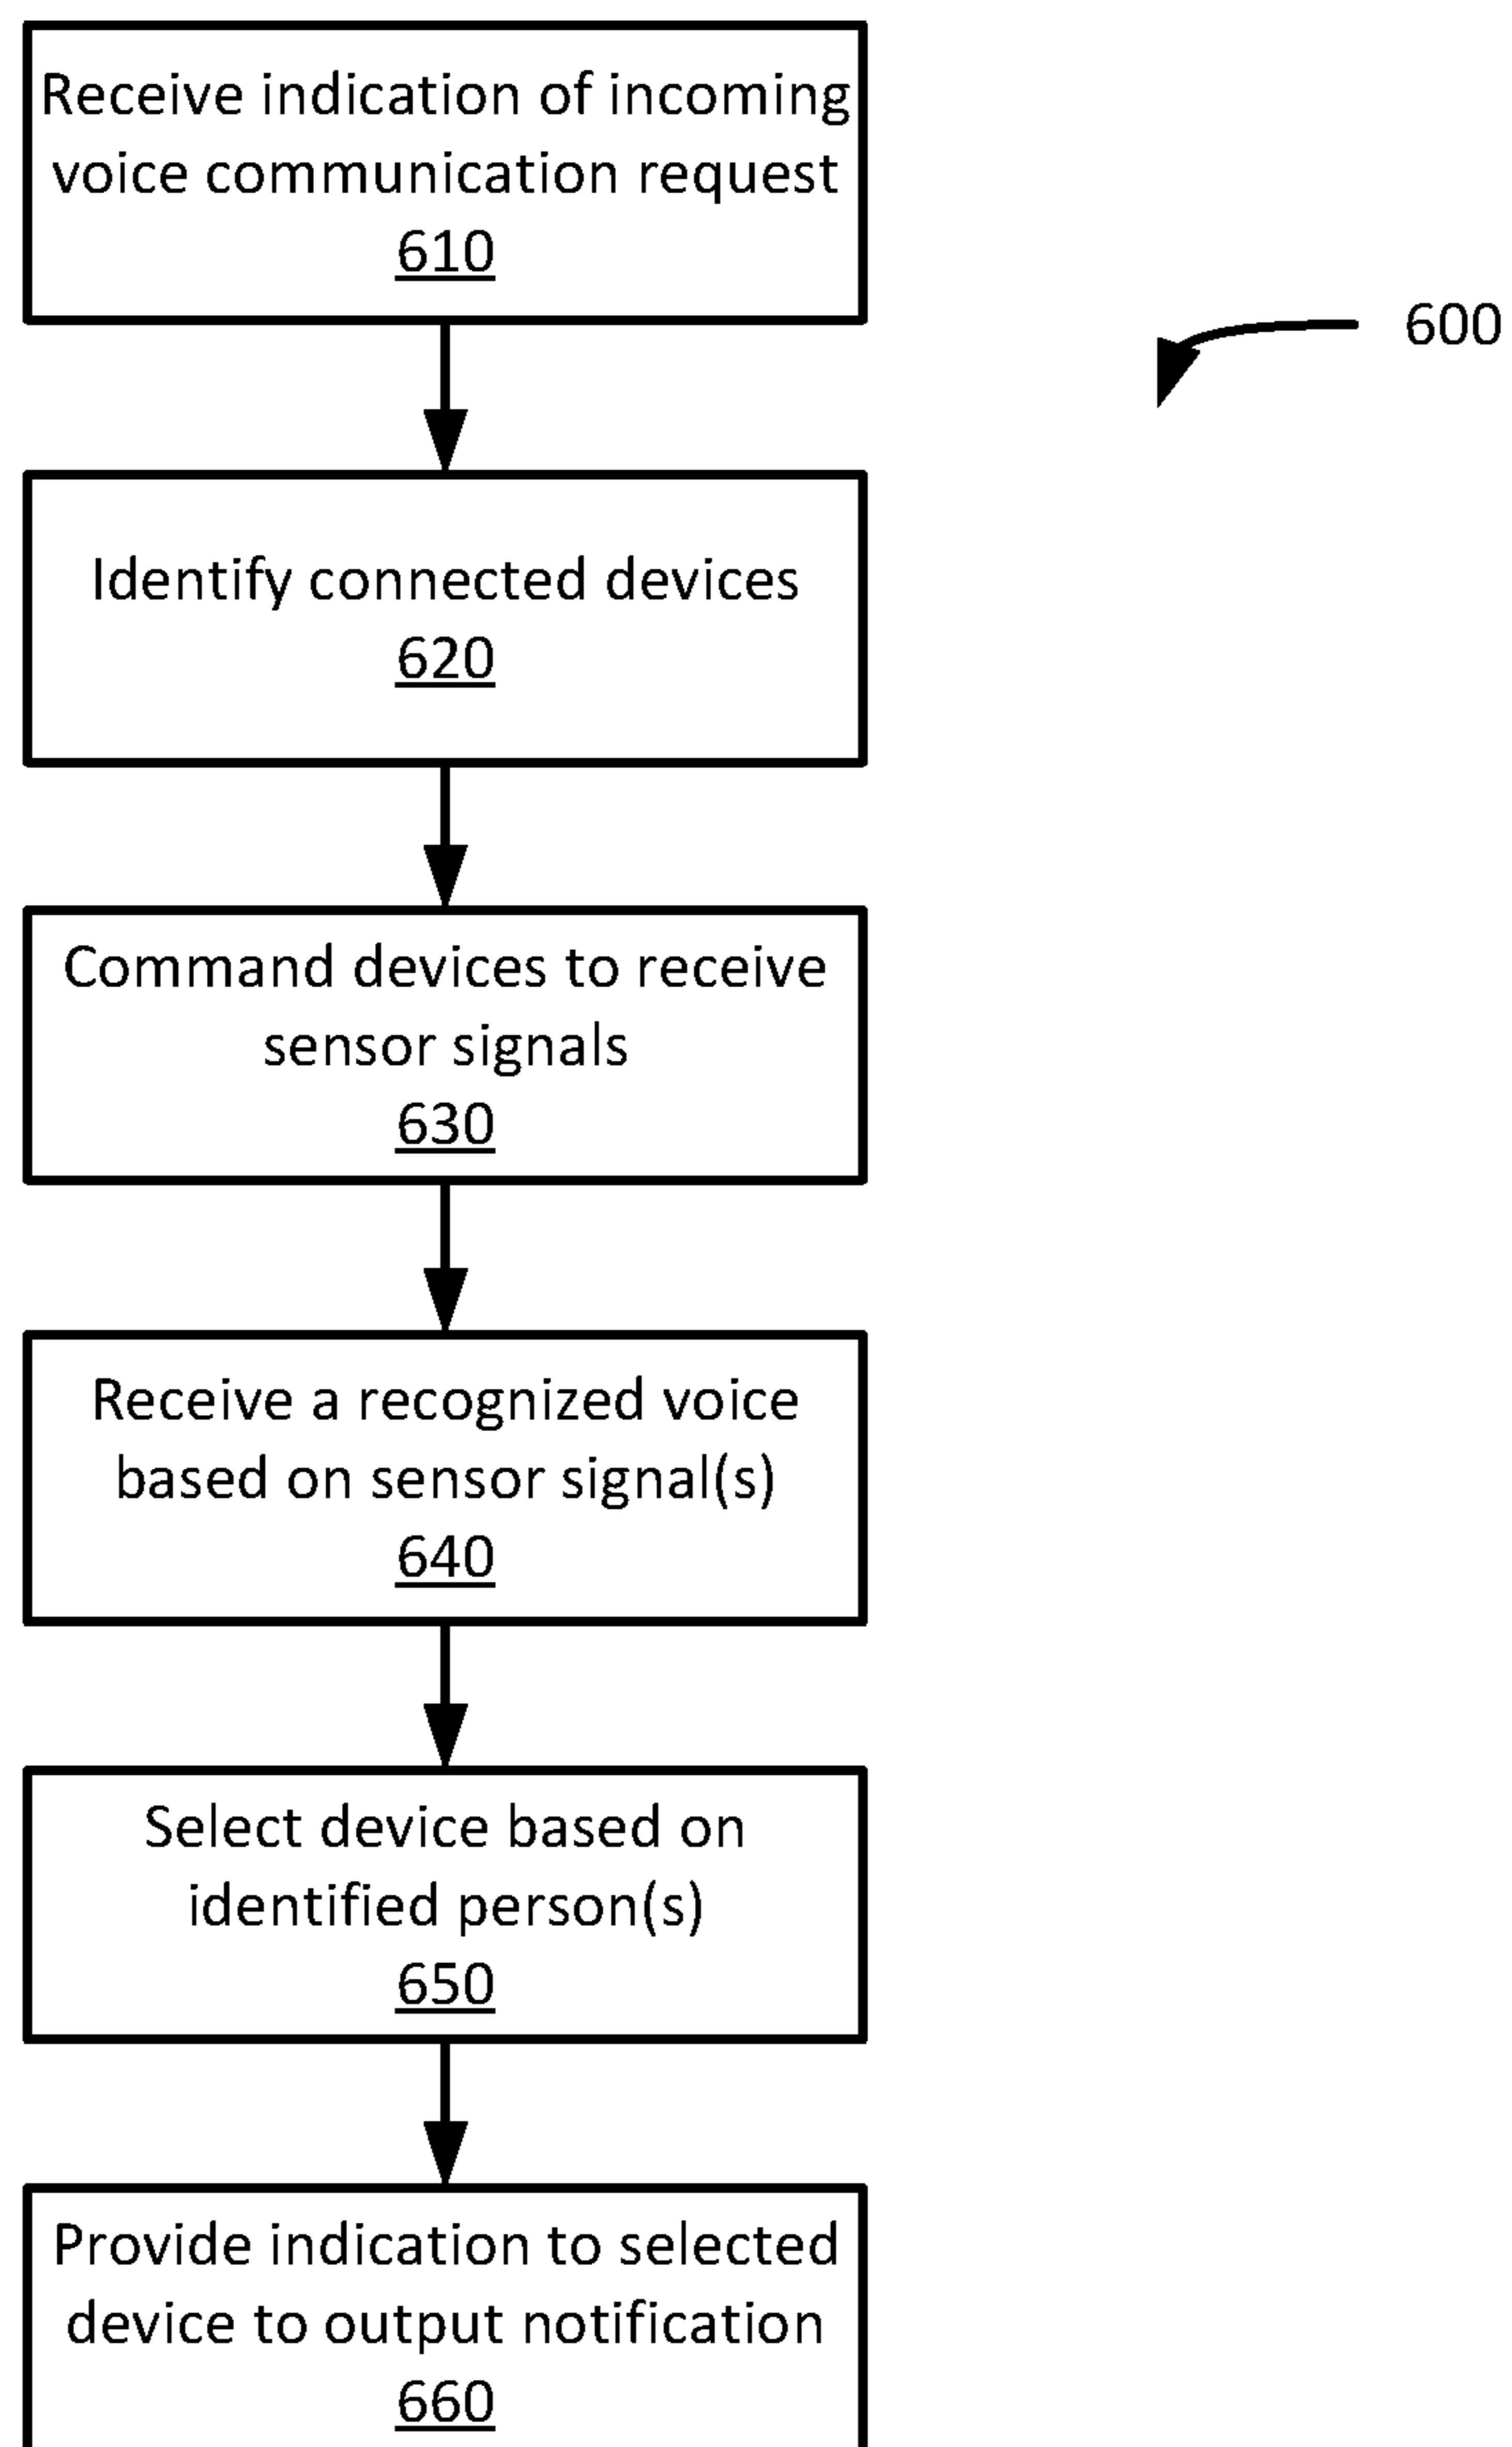 Receive indication of incoming
voice communication request
610
600
Identify connected devices
620
Command devices to receive
sensor signals
630
Receive a recognized voice
based on sensor signal(s)
640
Select device based on
identified person(s)
650
Provide indication to selected
device to output notification
660